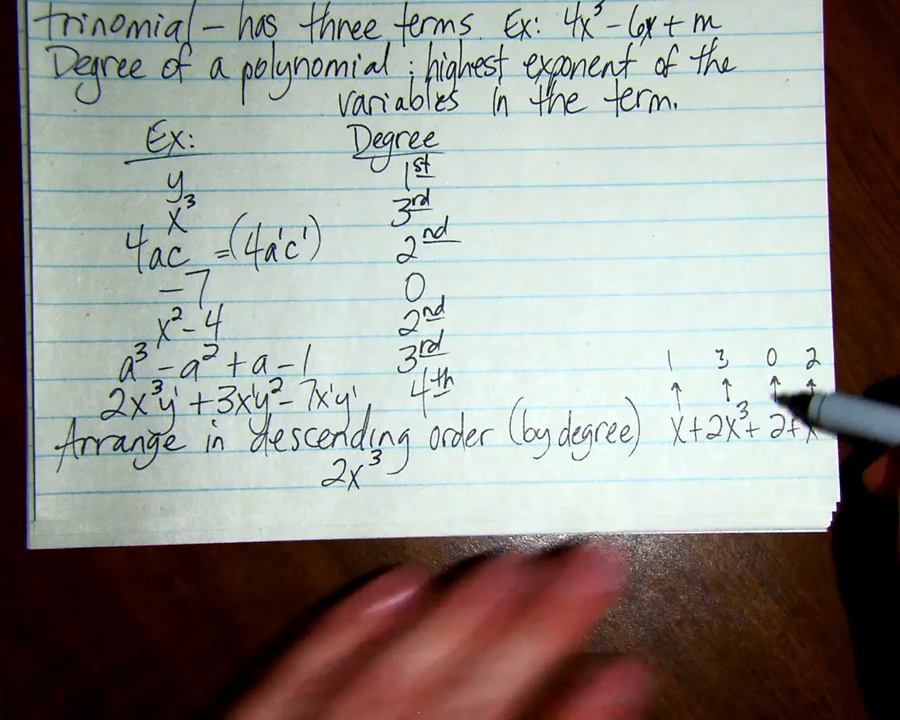 trinomial - has three terms. Ex: 4x³ - 6x + m
Degree of a polynomial : highest exponent of the
variables in the term.
Ex: Degree
y 1st
x³ 3rd
4ac = (4a¹c¹) 2nd
-7 0
x² - 4 2nd
a³ - a² + a - 1 3rd
2x³y¹ + 3x¹y² - 7x¹y¹ 4th
1 3 0 2
↑ ↑ ↑ ↑
Arrange in descending order (by degree) x + 2x³ + 2 + x
2x³